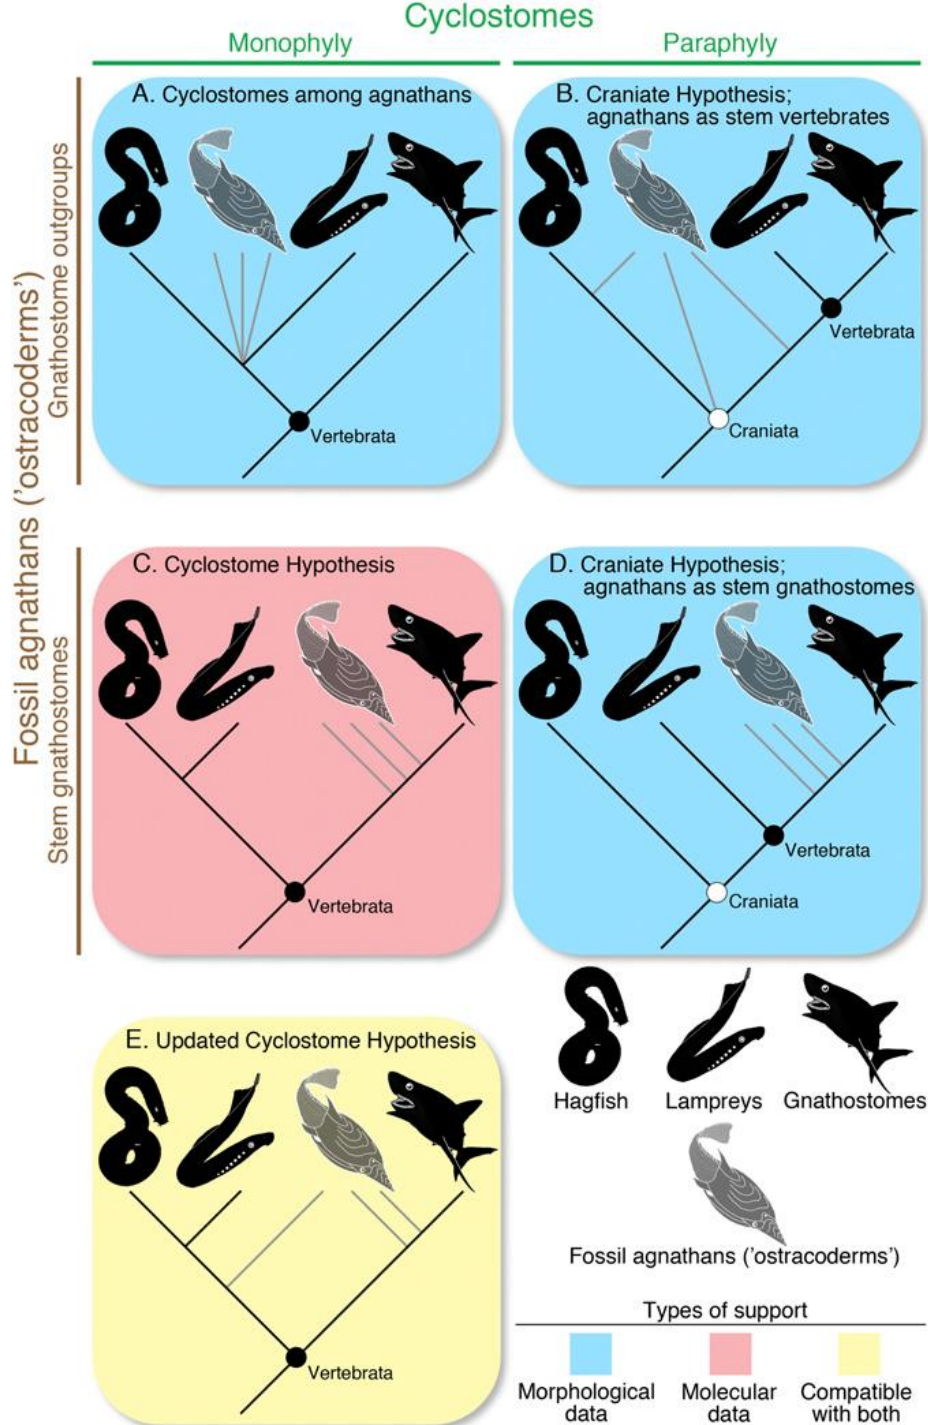 Cyclostomes
Monophyly
Paraphyly
Fossil agnathans ('ostracoderms')
Gnathostome outgroups
Stem gnathostomes
A. Cyclostomes among agnathans
Vertebrata
B. Craniate Hypothesis;
agnathans as stem vertebrates
Vertebrata
Craniata
C. Cyclostome Hypothesis
Vertebrata
D. Craniate Hypothesis;
agnathans as stem gnathostomes
Vertebrata
Craniata
E. Updated Cyclostome Hypothesis
Vertebrata
Hagfish
Lampreys
Gnathostomes
Fossil agnathans ('ostracoderms')
Types of support
Morphological
data
Molecular
data
Compatible
with both